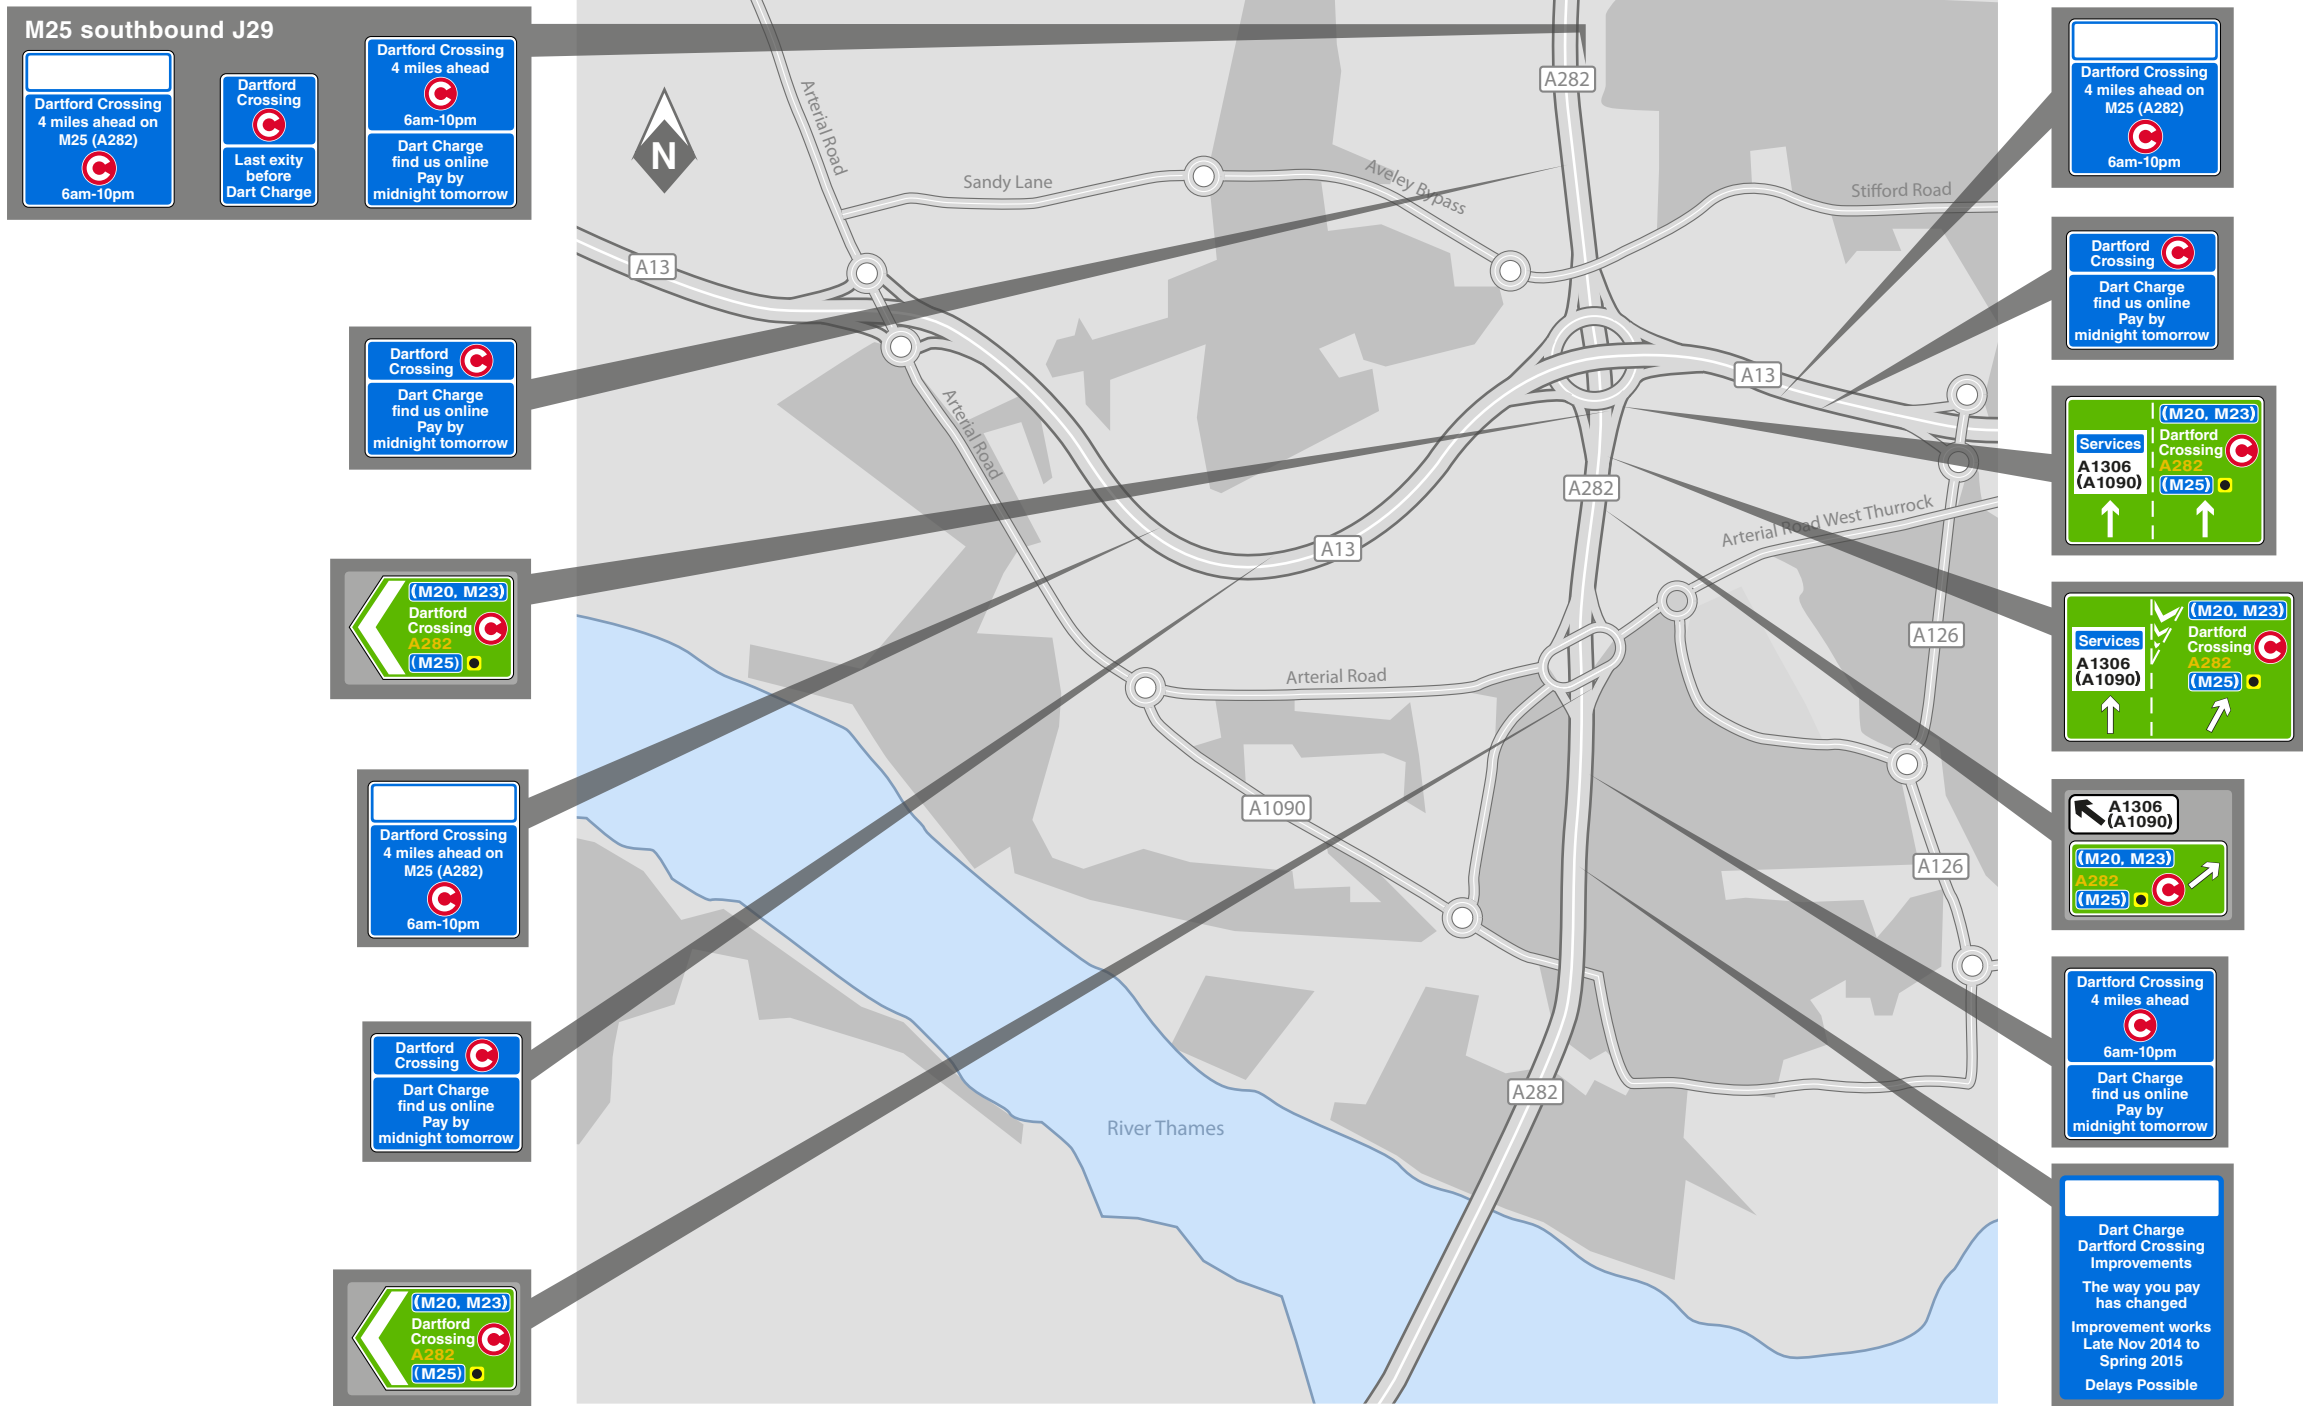 M25 southbound J29
Dartford Crossing
4 miles ahead on
M25 (A282)
C
6am-10pm
Dartford
Crossing
C
Last exity
before
Dart Charge
Dartford Crossing
4 miles ahead
C
6am-10pm
Dart Charge
find us online
Pay by
midnight tomorrow
Dartford
Crossing
C
Dart Charge
find us online
Pay by
midnight tomorrow
(M20, M23)
Dartford
Crossing
C
A282
(M25)
Dartford Crossing
4 miles ahead on
M25 (A282)
C
6am-10pm
Dartford
Crossing
C
Dart Charge
find us online
Pay by
midnight tomorrow
(M20, M23)
Dartford
Crossing
C
A282
(M25)
N
Arterial Road
Sandy Lane
Aveley Bypass
Stifford Road
A282
A13
A13
Arterial Road
A282
A13
Arterial Road West Thurrock
A126
Arterial Road
A1090
A126
A282
River Thames
Dartford Crossing
4 miles ahead on
M25 (A282)
C
6am-10pm
Dartford
Crossing
C
Dart Charge
find us online
Pay by
midnight tomorrow
Services
A1306
(A1090)
(M20, M23)
Dartford
Crossing
C
A282
(M25)
Services
A1306
(A1090)
(M20, M23)
Dartford
Crossing
C
A282
(M25)
A1306
(A1090)
(M20, M23)
A282
C
(M25)
Dartford Crossing
4 miles ahead
C
6am-10pm
Dart Charge
find us online
Pay by
midnight tomorrow
Dart Charge
Dartford Crossing
Improvements
The way you pay
has changed
Improvement works
Late Nov 2014 to
Spring 2015
Delays Possible